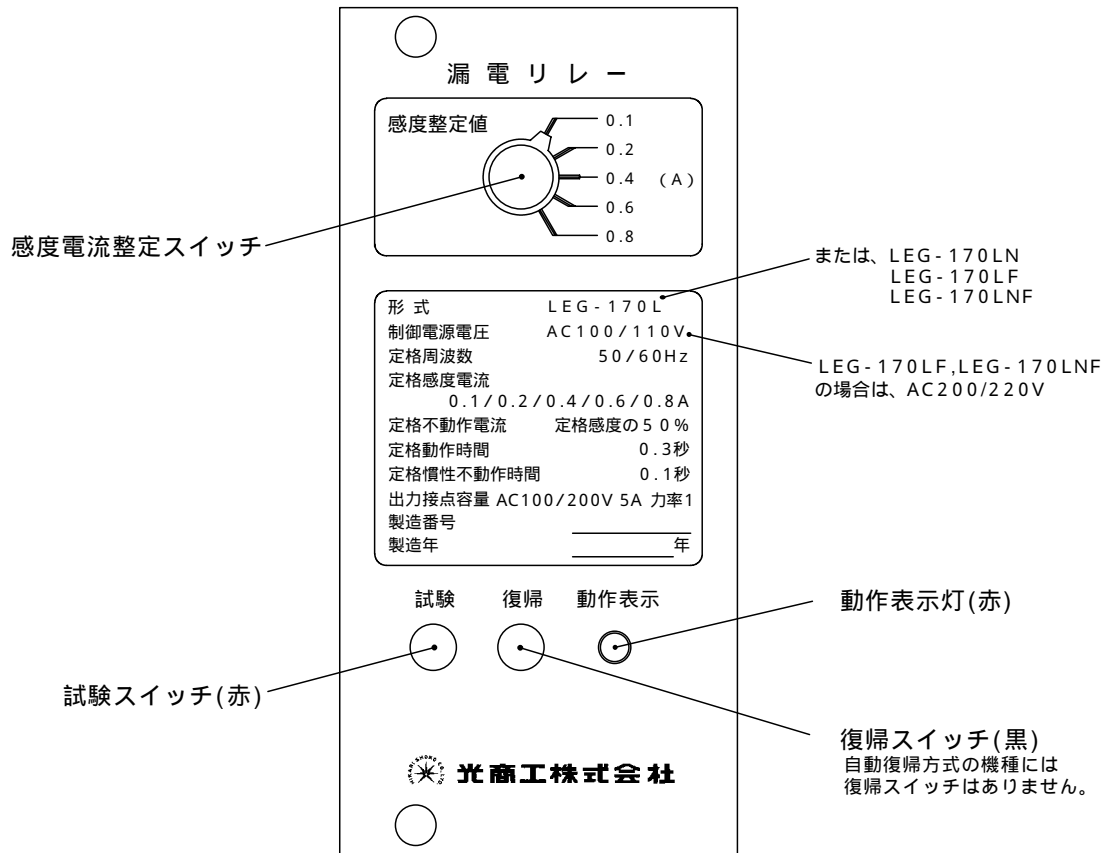 漏電リレー
感度整定値
0.1
0.2
0.4 (A)
0.6
0.8
感度電流整定スイッチ
または、LEG-170LN
LEG-170LF
LEG-170LNF
形式 LEG-170L
制御電源電圧 AC100/110V
定格周波数 50/60Hz
定格感度電流
0.1/0.2/0.4/0.6/0.8A
定格不動作電流 定格感度の50%
定格動作時間 0.3秒
定格慣性不動作時間 0.1秒
出力接点容量 AC100/200V 5A 力率1
製造番号
製造年 年
LEG-170LF,LEG-170LNF
の場合は、AC200/220V
試験 復帰 動作表示
動作表示灯(赤)
試験スイッチ(赤)
復帰スイッチ(黒)
自動復帰方式の機種には
復帰スイッチはありません。
光商工株式会社